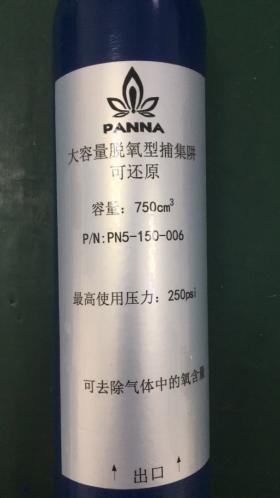 PANNA
大容量脱氧型捕集阱
可还原
容量：750cm³
P/N:PN5-150-006
最高使用压力：250psi
可去除气体中的氧含量
↑ 出口 ↑